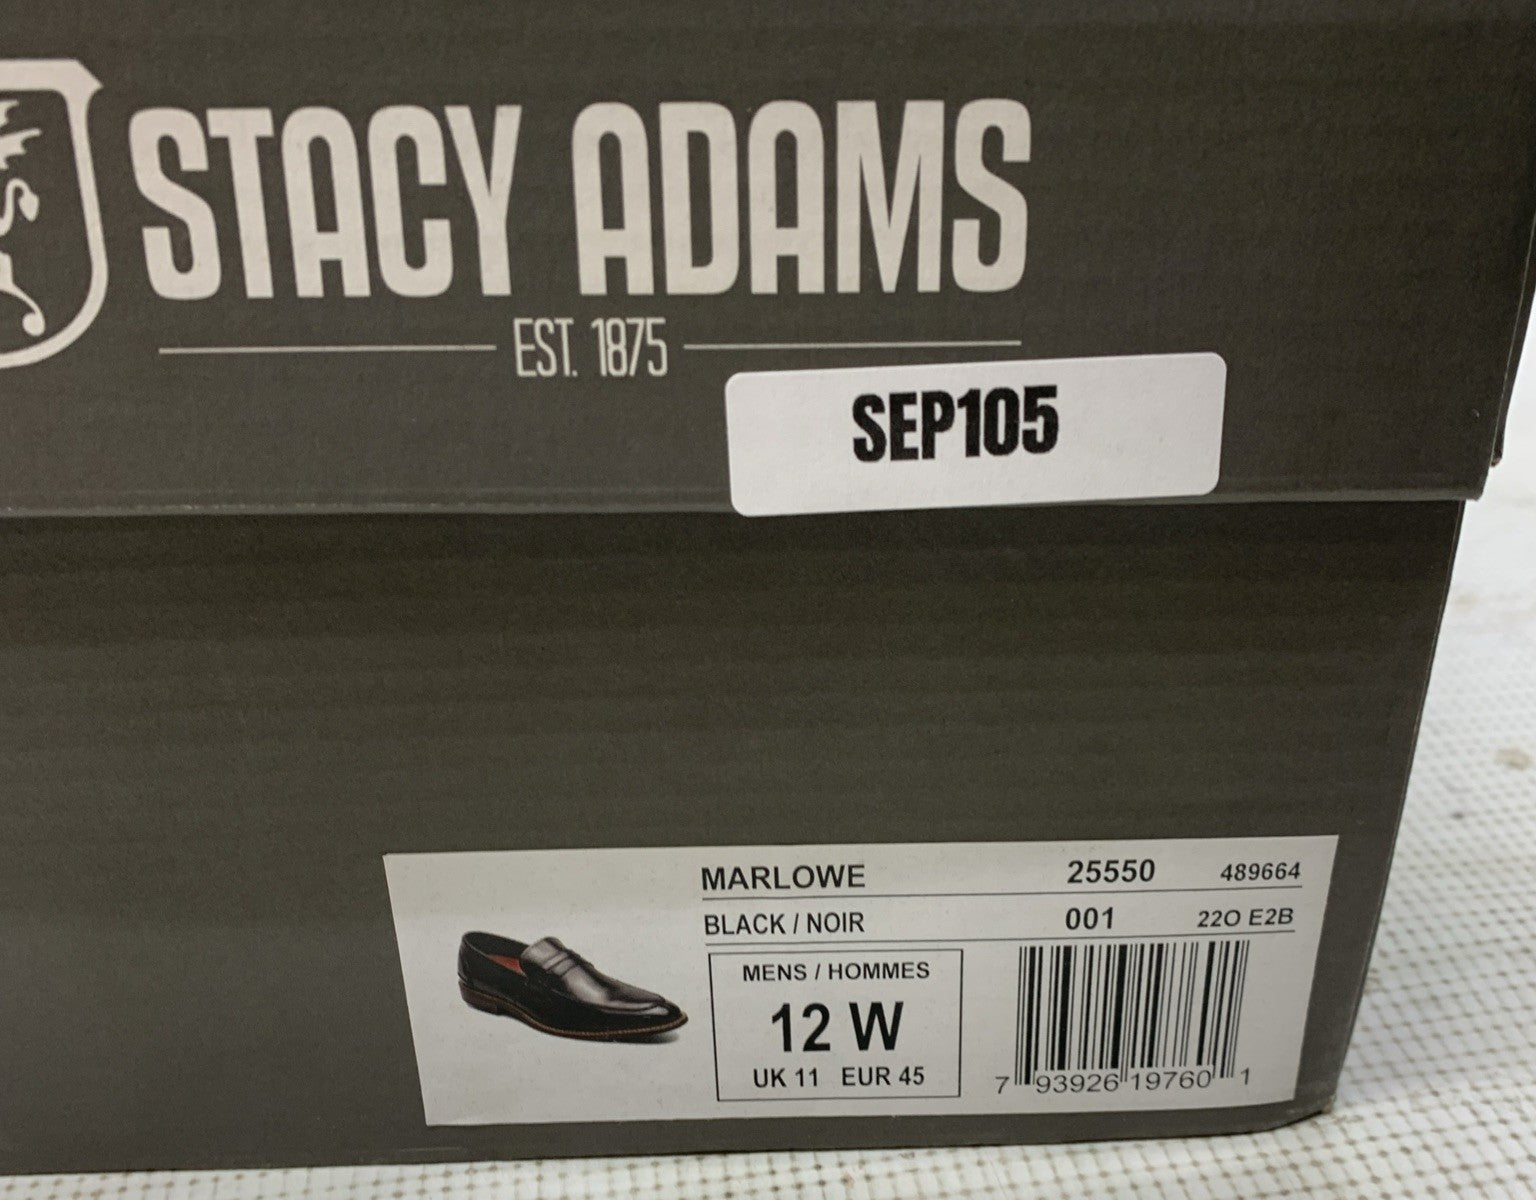 STACY ADAMS
EST. 1875
SEP105
MARLOWE 25550 489664
BLACK / NOIR 001 22O E2B
MENS / HOMMES
12 W
UK 11 EUR 45
7 93926 19760 1